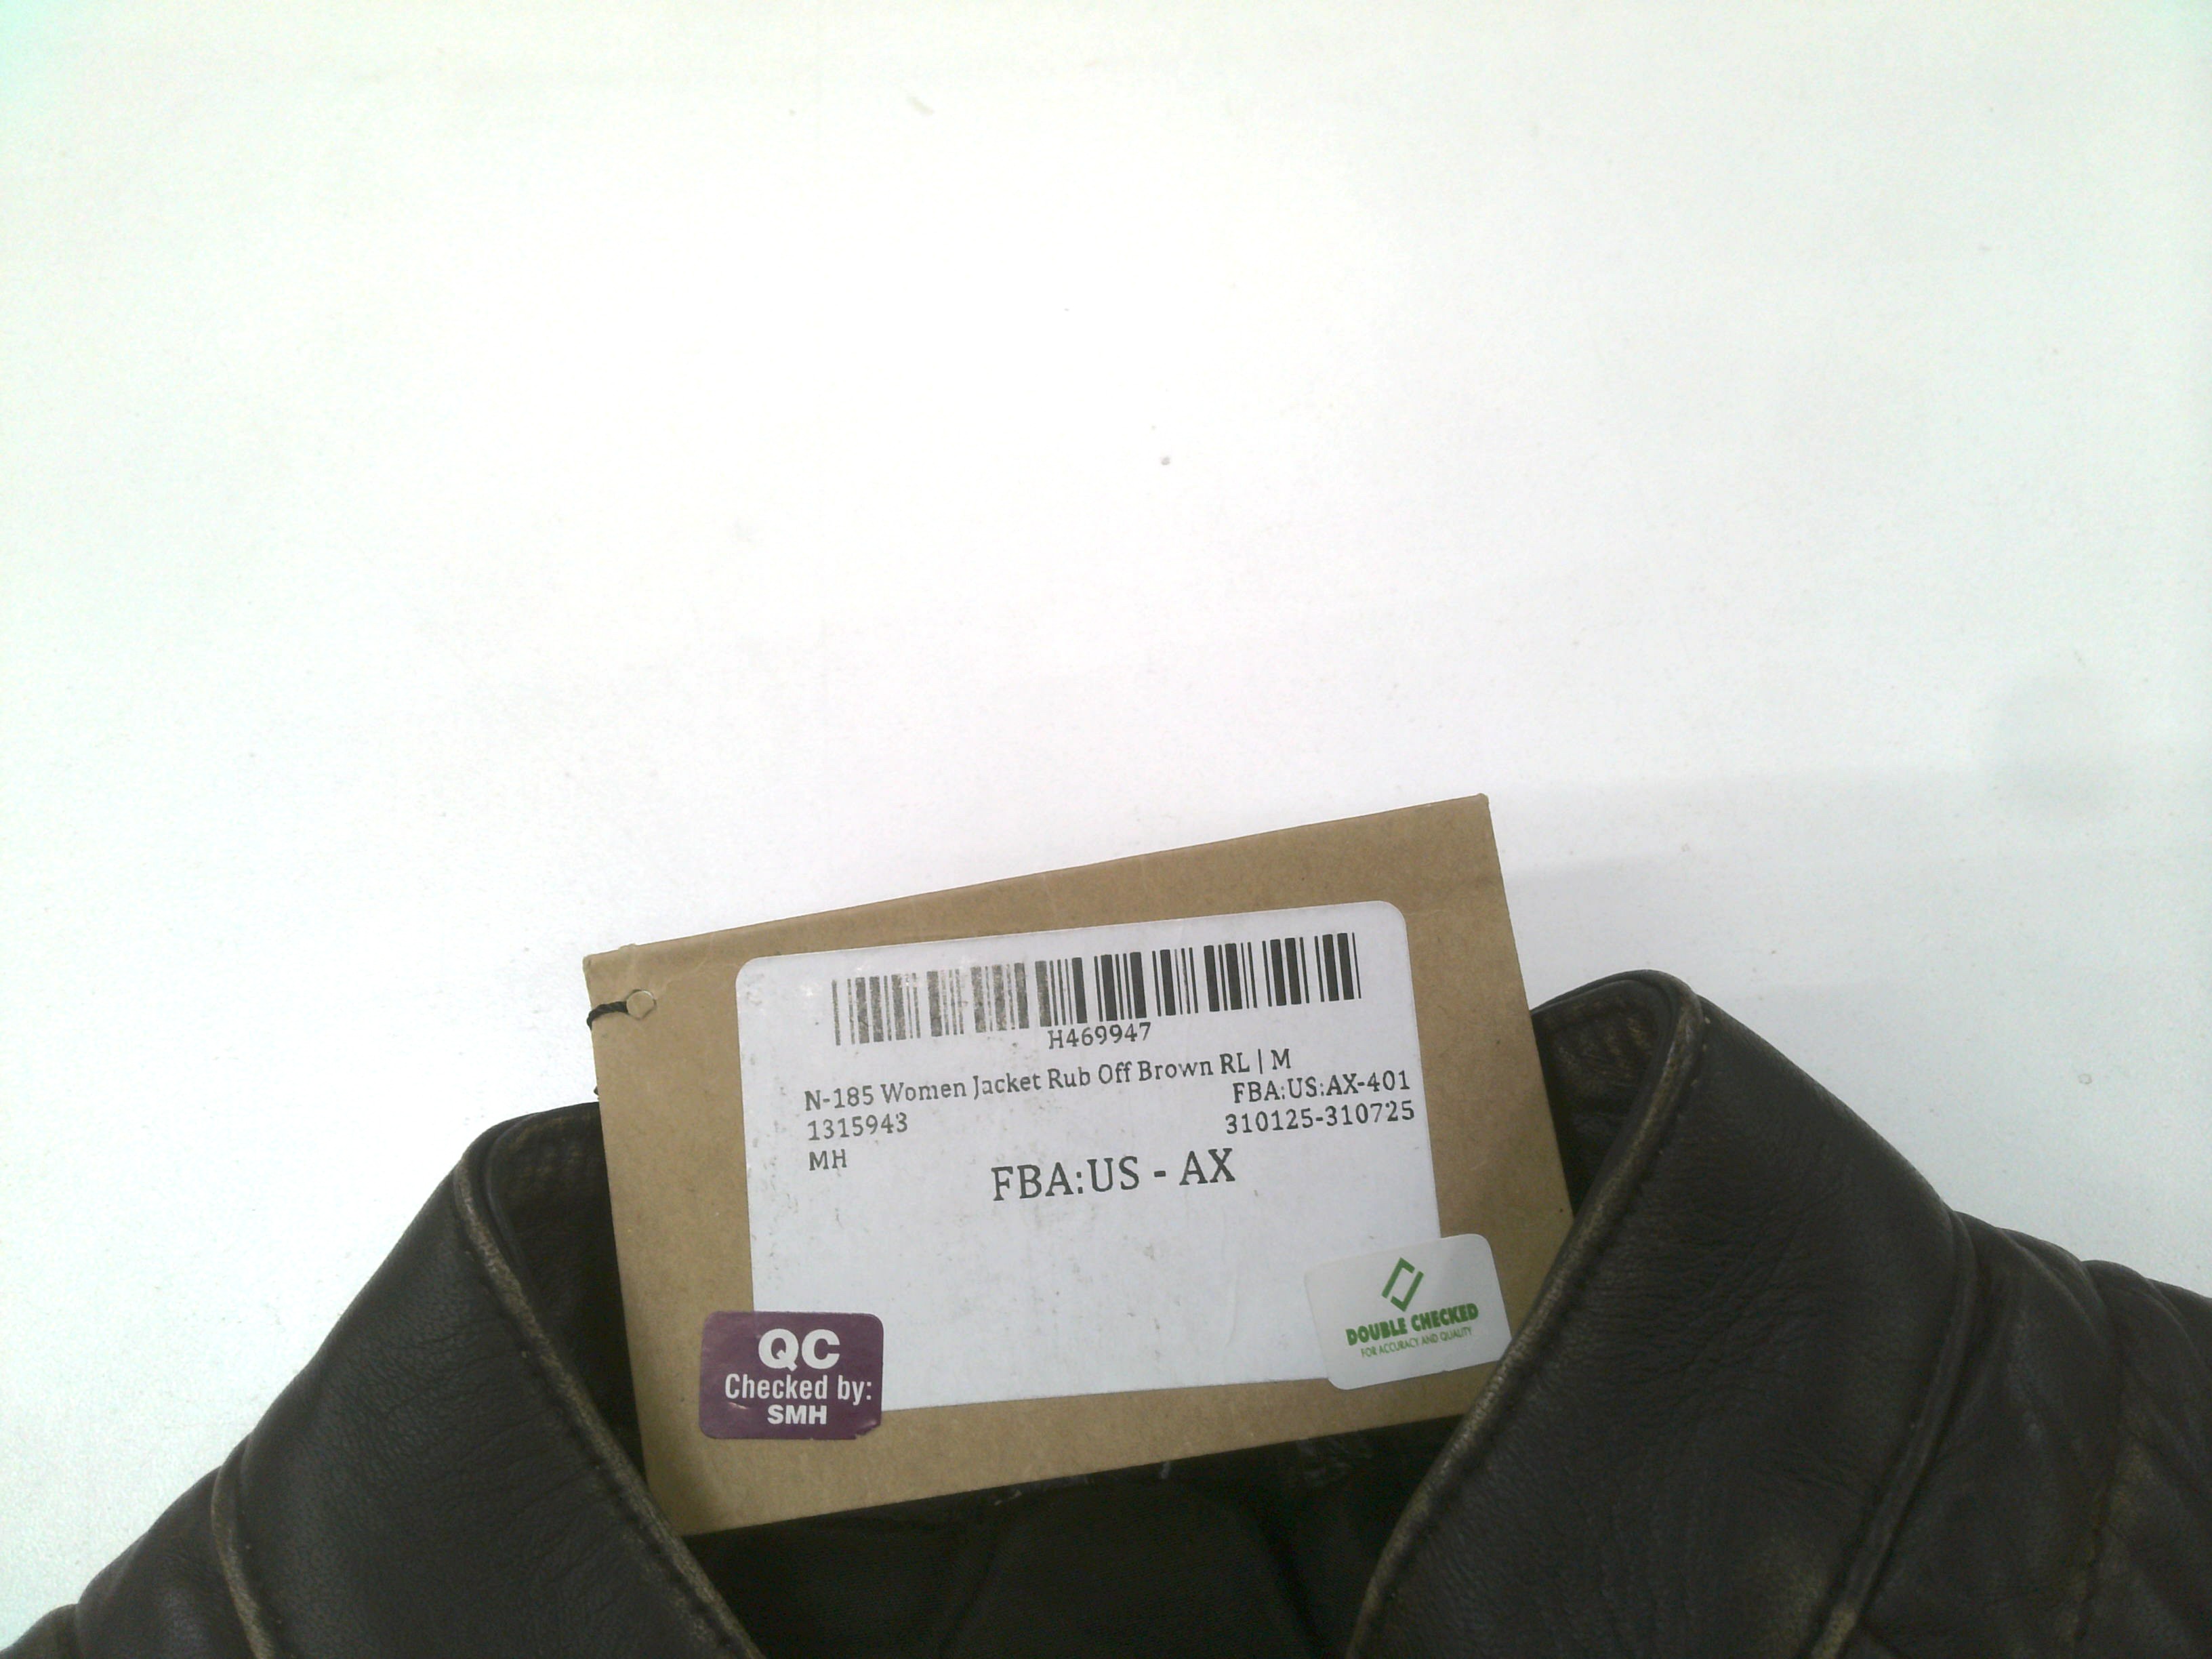 H469947
N-185 Women Jacket Rub Off Brown RL | M
FBA:US:AX-401
1315943
310125-310725
MH
FBA:US - AX
QC
Checked by:
SMH
DOUBLE CHECKED
FOR ACCURACY AND QUALITY